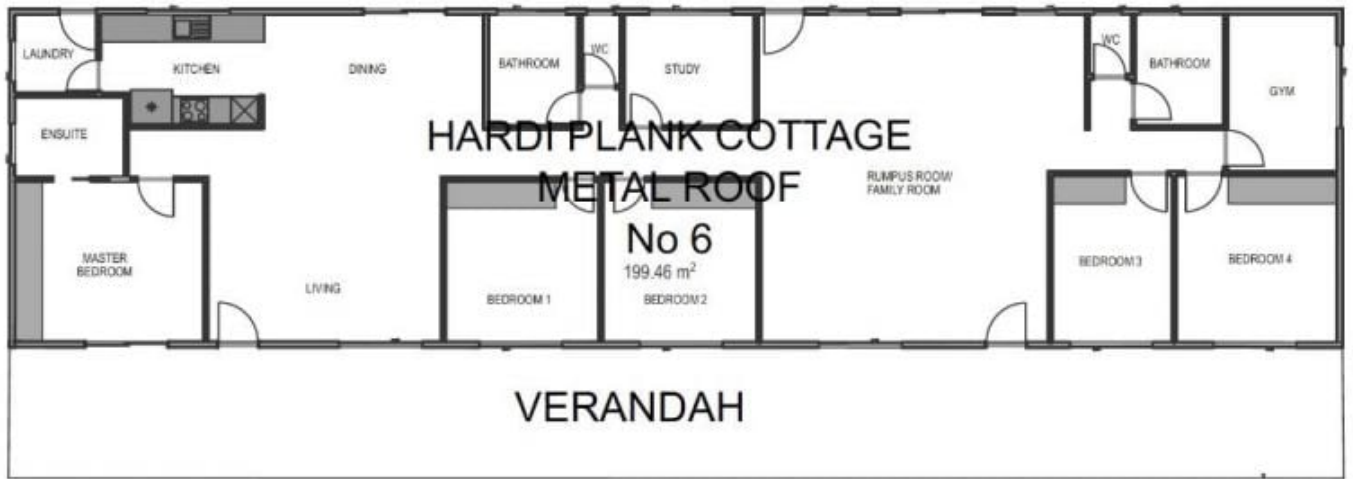 LAUNDRY
KITCHEN
DINING
BATHROOM
WC
STUDY
WC
BATHROOM
GYM
ENSUITE
HARDI PLANK COTTAGE
METAL ROOF
No 6
199.46 m²
RUMPUS ROOM/
FAMILY ROOM
MASTER
BEDROOM
LIVING
BEDROOM 1
BEDROOM 2
BEDROOM 3
BEDROOM 4
VERANDAH